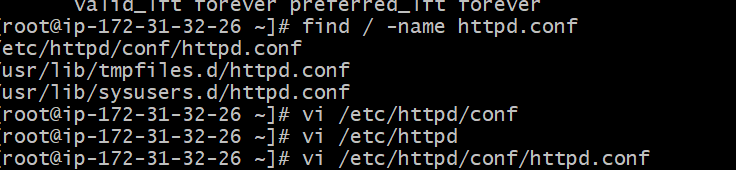 valid_lft forever preferred_lft forever
[root@ip-172-31-32-26 ~]# find / -name httpd.conf
/etc/httpd/conf/httpd.conf
/usr/lib/tmpfiles.d/httpd.conf
/usr/lib/sysusers.d/httpd.conf
[root@ip-172-31-32-26 ~]# vi /etc/httpd/conf
[root@ip-172-31-32-26 ~]# vi /etc/httpd
[root@ip-172-31-32-26 ~]# vi /etc/httpd/conf/httpd.conf